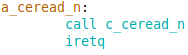 a_ceread_n:
        call c_ceread_n
        iretq